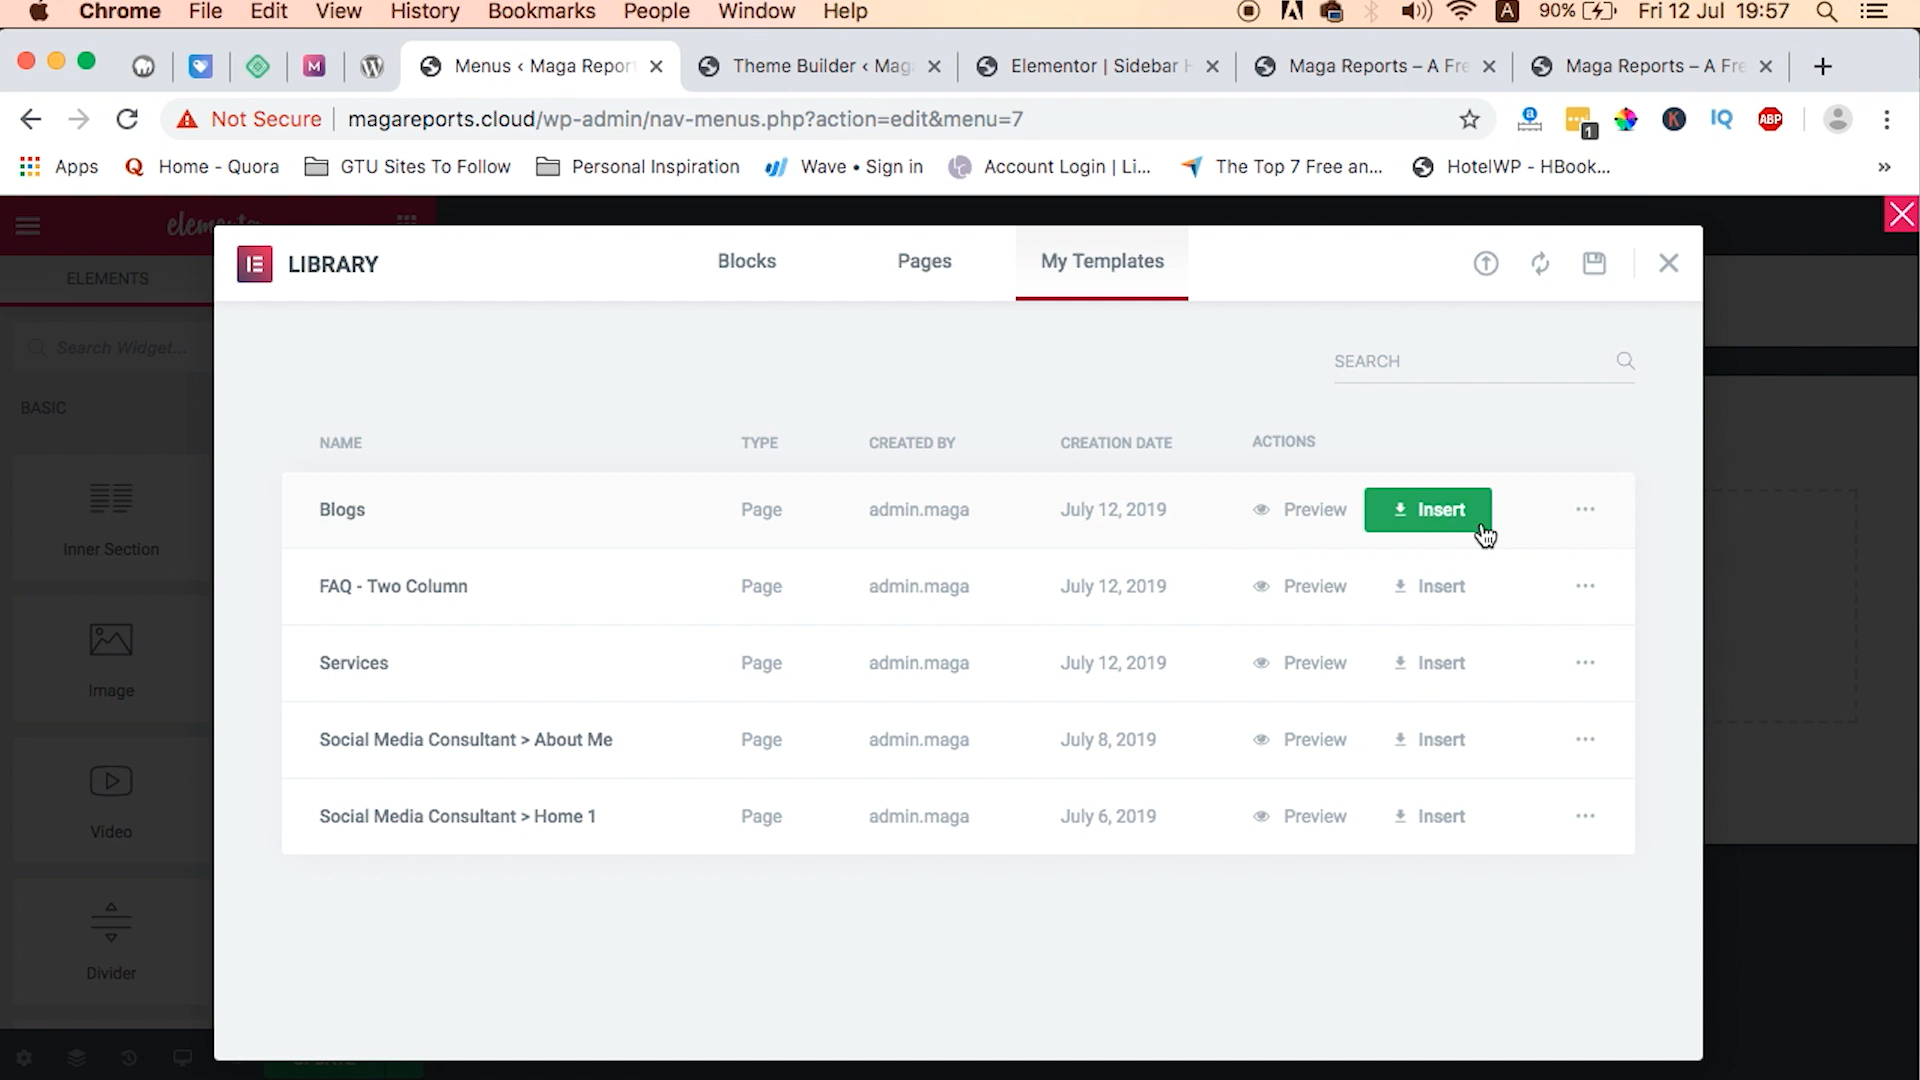 Chrome File Edit View History Bookmarks People Window Help A 90% Fri 12 Jul 19:57
M Menus ‹ Maga Report Theme Builder ‹ Mag Elementor | Sidebar H Maga Reports – A Fre Maga Reports – A Fre
Not Secure magareports.cloud/wp-admin/nav-menus.php?action=edit&menu=7 a 1 K IQ ABP
Apps Q Home - Quora GTU Sites To Follow Personal Inspiration Wave • Sign in Account Login | Li... The Top 7 Free an... HotelWP - HBook... »
LIBRARY Blocks Pages My Templates
ELEMENTS
Search Widget...
SEARCH
BASIC
NAME TYPE CREATED BY CREATION DATE ACTIONS
Blogs Page admin.maga July 12, 2019 Preview Insert ...
Inner Section
FAQ - Two Column Page admin.maga July 12, 2019 Preview Insert ...
Services Page admin.maga July 12, 2019 Preview Insert ...
Image
Social Media Consultant > About Me Page admin.maga July 8, 2019 Preview Insert ...
Social Media Consultant > Home 1 Page admin.maga July 6, 2019 Preview Insert ...
Video
Divider